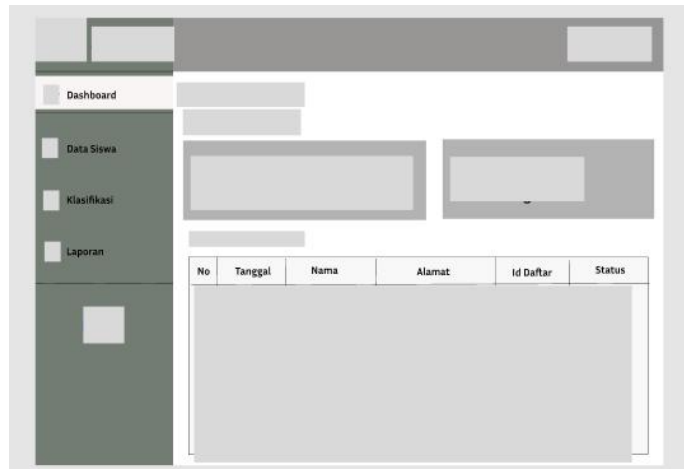 Dashboard
Data Siswa
Klasifikasi
Laporan
No Tanggal Nama Alamat Id Daftar Status